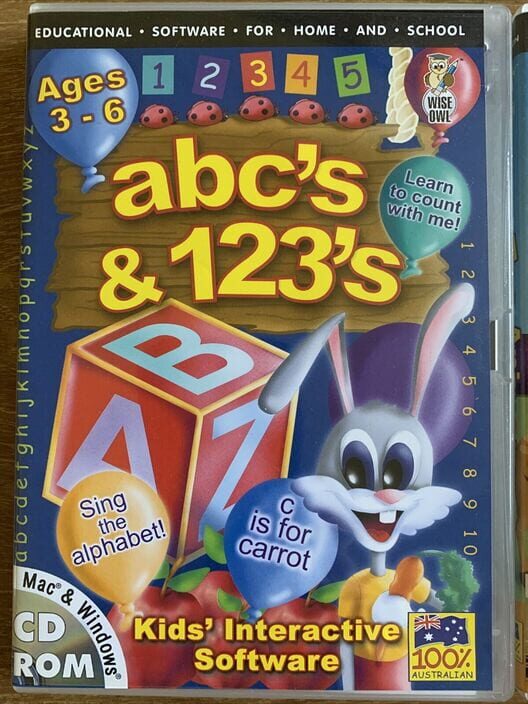 EDUCATIONAL · SOFTWARE · FOR · HOME · AND · SCHOOL
Ages
3 - 6
1 2 3 4 5
WISE
OWL
abc's
& 123's
Learn
to count
with me!
a b c d e f g h i j k l m n o p q r s t u v w x y z
1 2 3 4 5 6 7 8 9 10
B
A
Z
Sing
the
alphabet!
c
is for
carrot
Mac® & Windows®
CD
ROM
Kids' Interactive
Software
100%
AUSTRALIAN